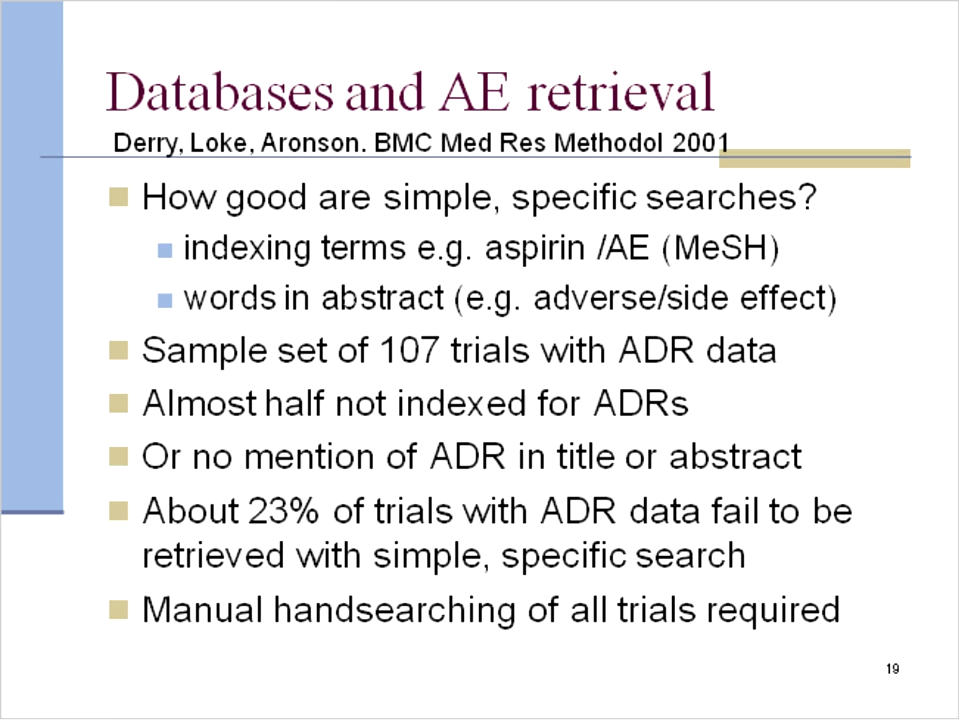 Databases and AE retrieval
Derry, Loke, Aronson. BMC Med Res Methodol 2001
How good are simple, specific searches?
indexing terms e.g. aspirin /AE (MeSH)
words in abstract (e.g. adverse/side effect)
Sample set of 107 trials with ADR data
Almost half not indexed for ADRs
Or no mention of ADR in title or abstract
About 23% of trials with ADR data fail to be
retrieved with simple, specific search
Manual handsearching of all trials required
19